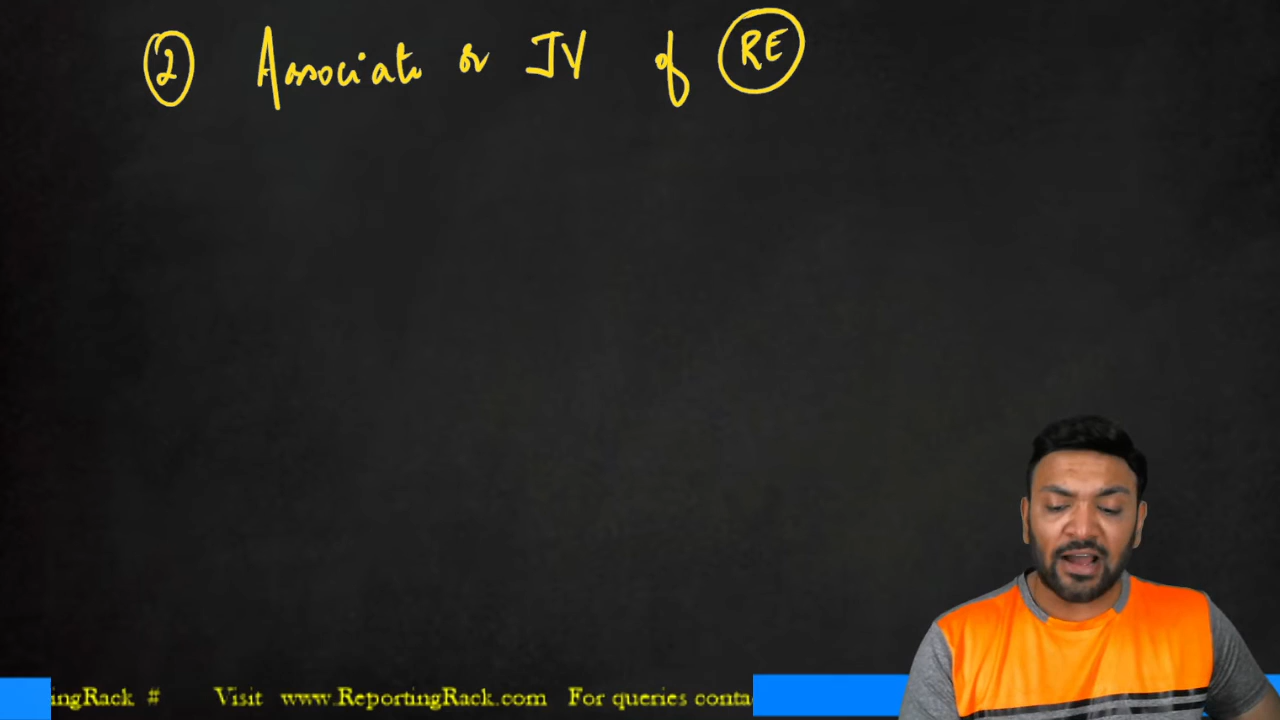 ② Associate or JV of RE
ingRack # Visit www.ReportingRack.com For queries conta